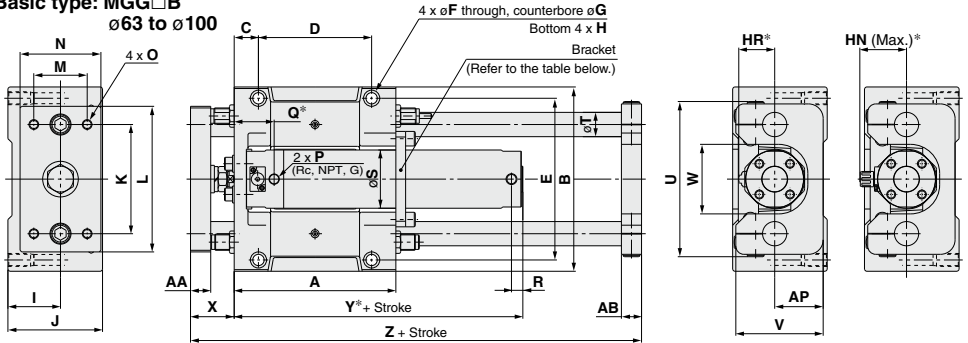 Basic type: MGG□B
ø63 to ø100
4 x øF through, counterbore øG
Bottom 4 x H
Bracket
(Refer to the table below.)
N
M
4 x O
C
D
HR*
HN (Max.)*
Q*
øT
2 x P
(Rc, NPT, G)
øS
K
L
E
B
U
W
AA
A
R
AB
I
X
Y* + Stroke
AP
J
Z + Stroke
V